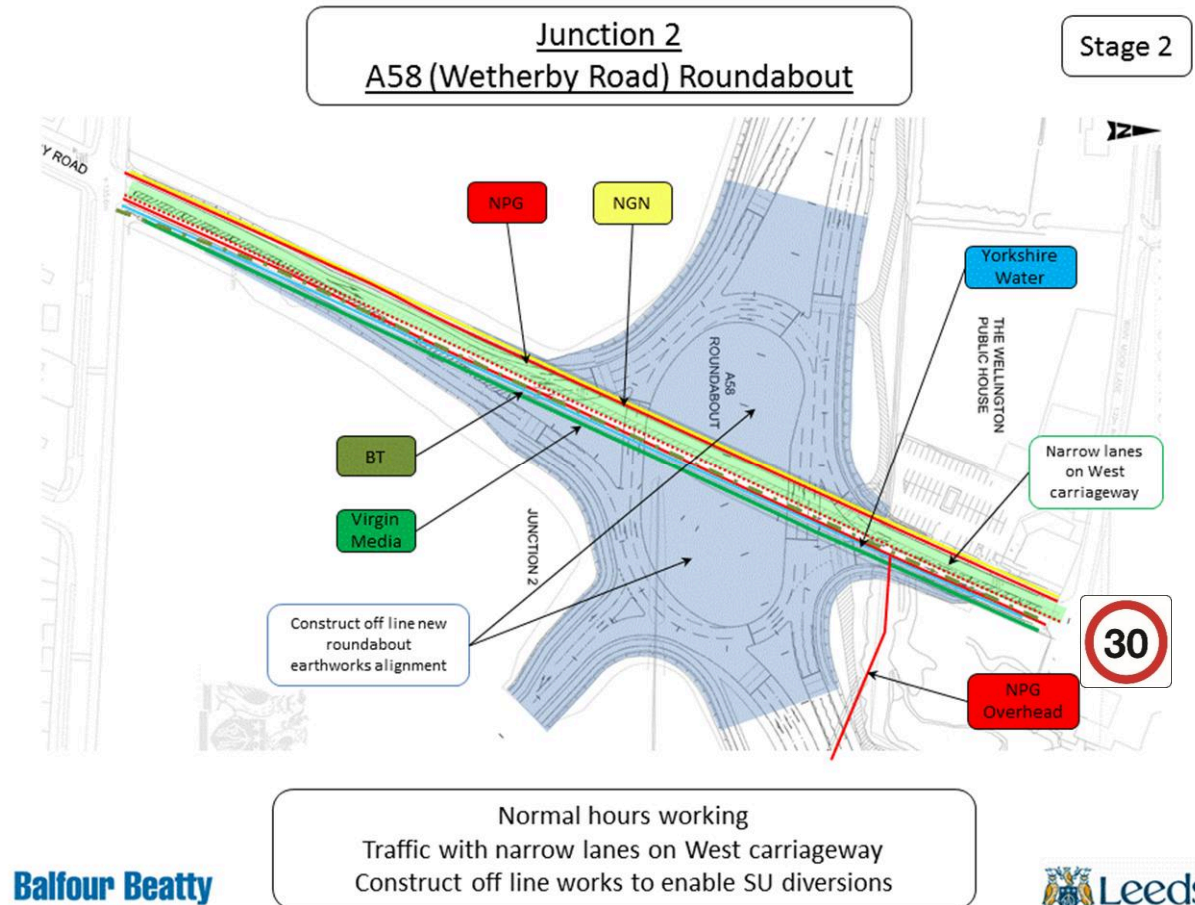 Junction 2
A58 (Wetherby Road) Roundabout
Stage 2
Y ROAD
N
NPG
NGN
Yorkshire
Water
THE WELLINGTON
PUBLIC HOUSE
A58
ROUNDABOUT
BT
Narrow lanes
on West
carriageway
Virgin
Media
JUNCTION 2
Construct off line new
roundabout
earthworks alignment
30
NPG
Overhead
Normal hours working
Traffic with narrow lanes on West carriageway
Construct off line works to enable SU diversions
Balfour Beatty
Leeds